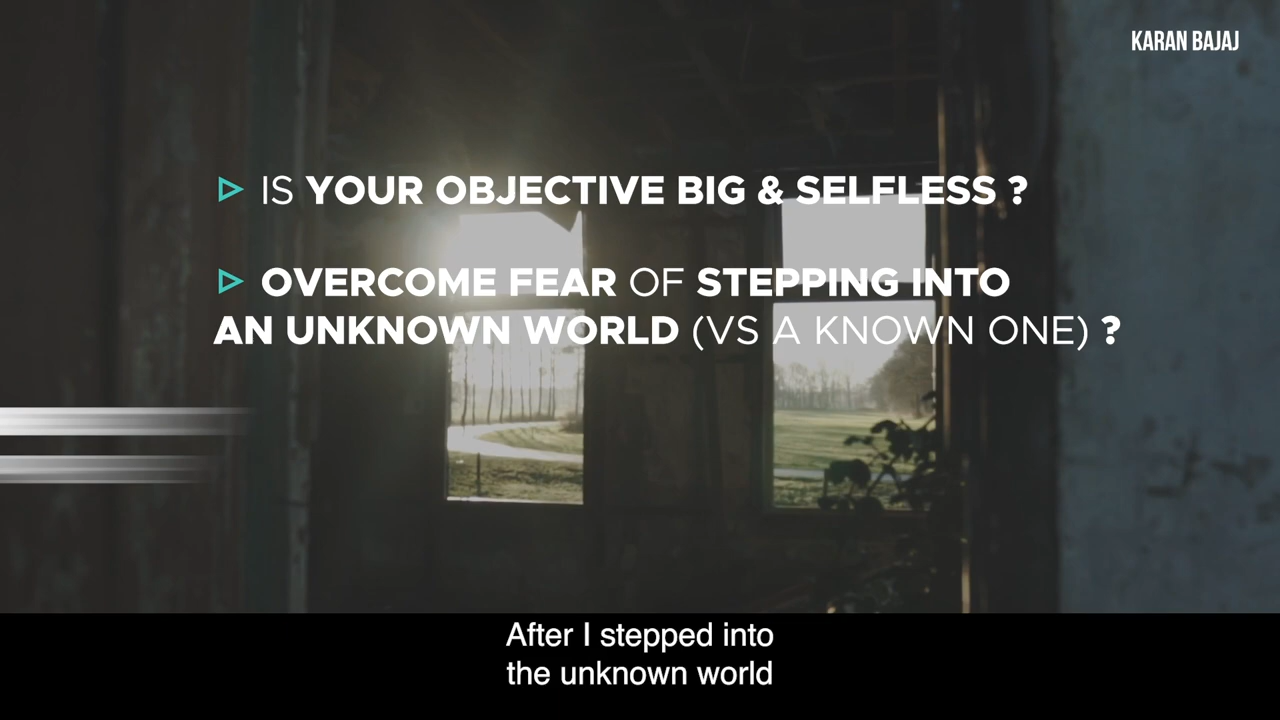 KARAN BAJAJ
IS YOUR OBJECTIVE BIG & SELFLESS ?
OVERCOME FEAR OF STEPPING INTO
AN UNKNOWN WORLD (VS A KNOWN ONE) ?
After I stepped into
the unknown world